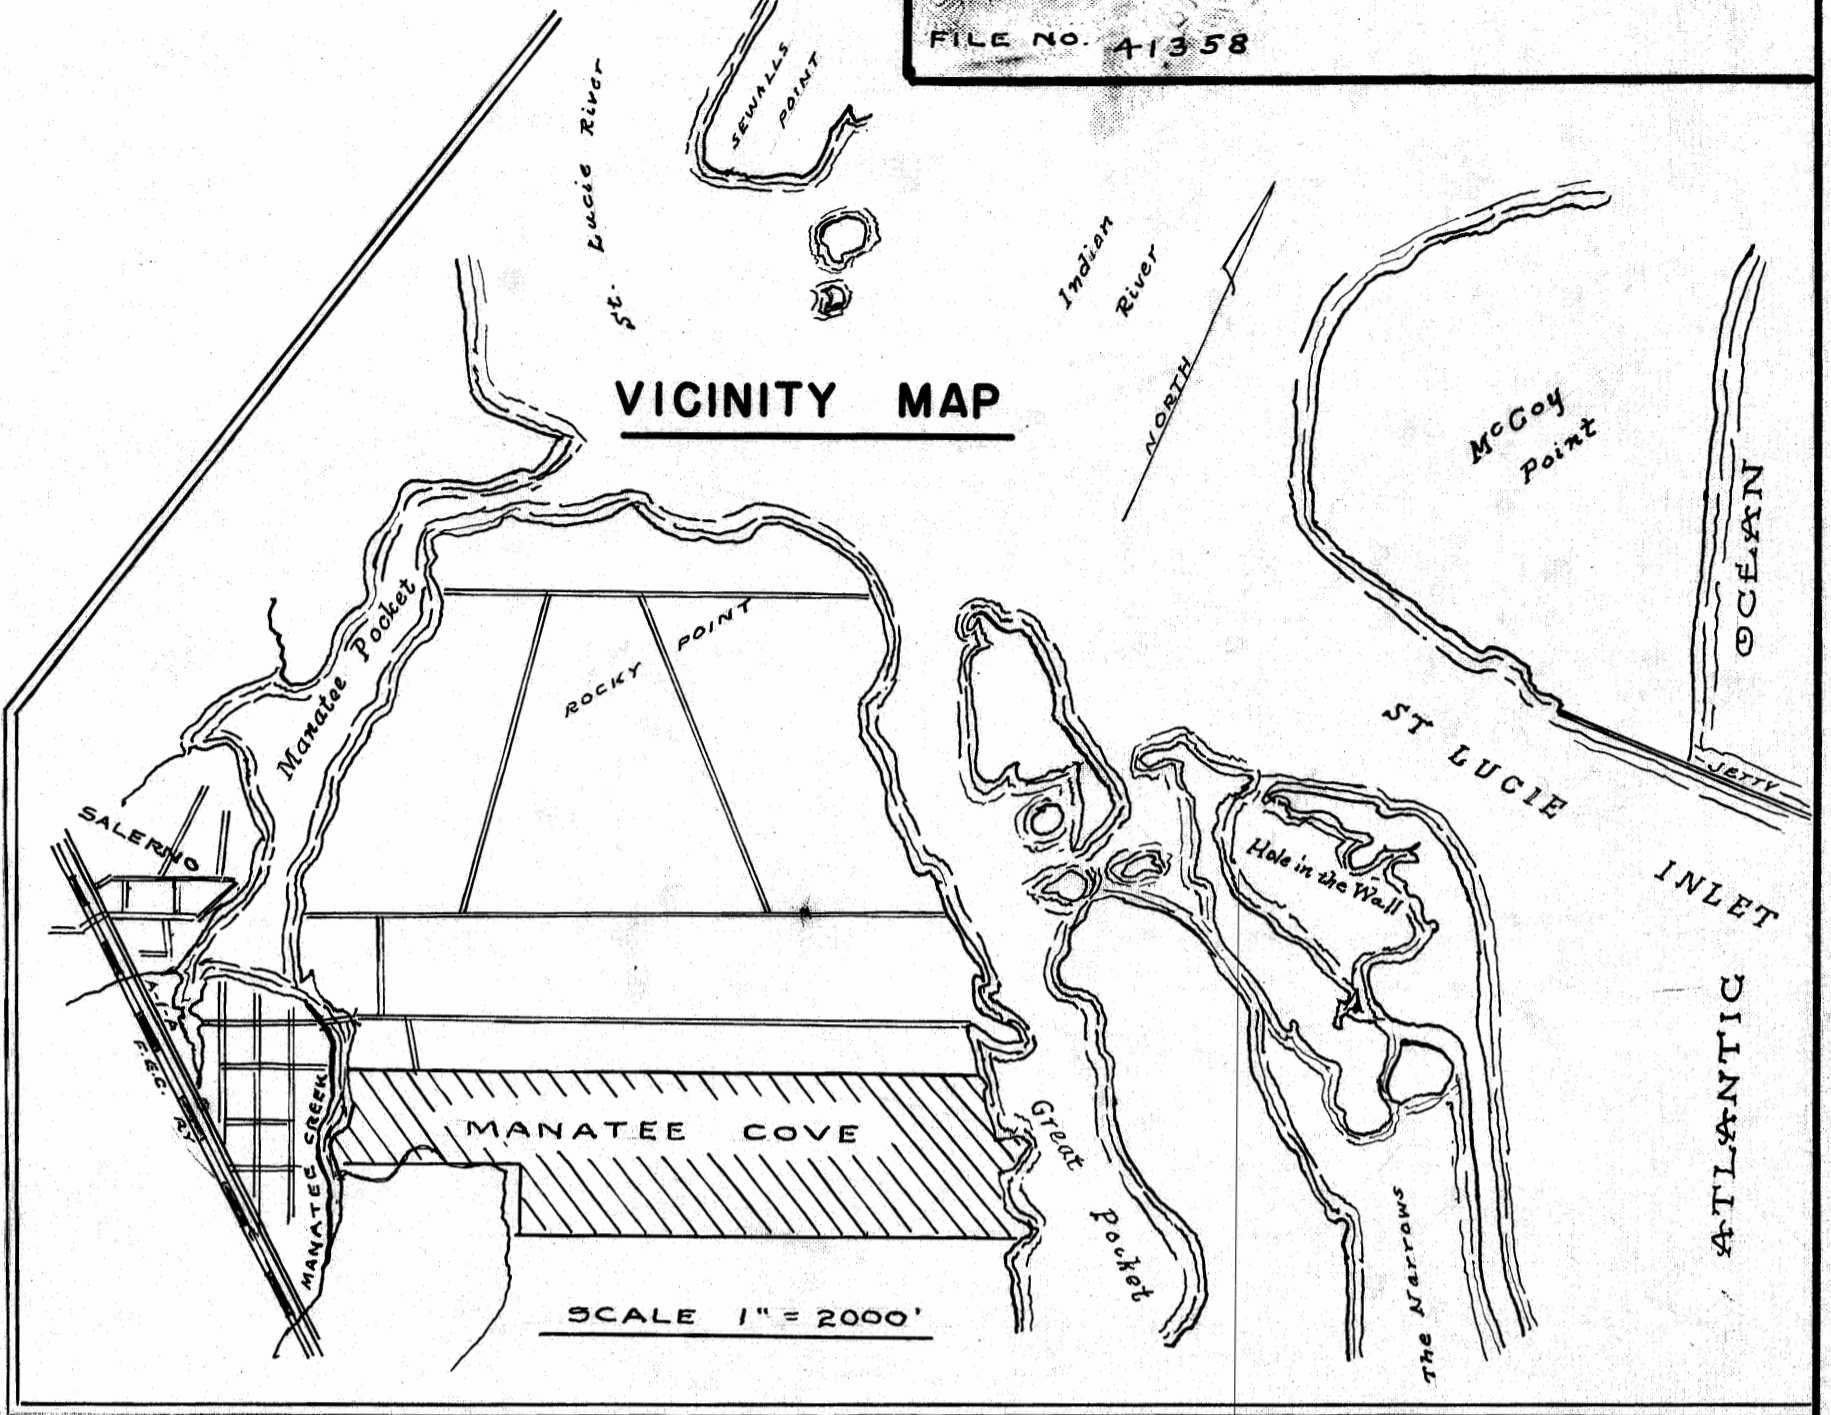 FILE NO. 41358
SEWALLS
POINT
St. Lucie River
Indian
River
NORTH
VICINITY MAP
McCoy
Point
OCEAN
Manatee Pocket
ROCKY POINT
ST LUCIE
INLET
JETTY
SALERNO
Hole in the Wall
A-1-A
F.E.C. RY
MANATEE CREEK
MANATEE COVE
Great
Pocket
ATLANTIC
The Narrows
SCALE 1" = 2000'